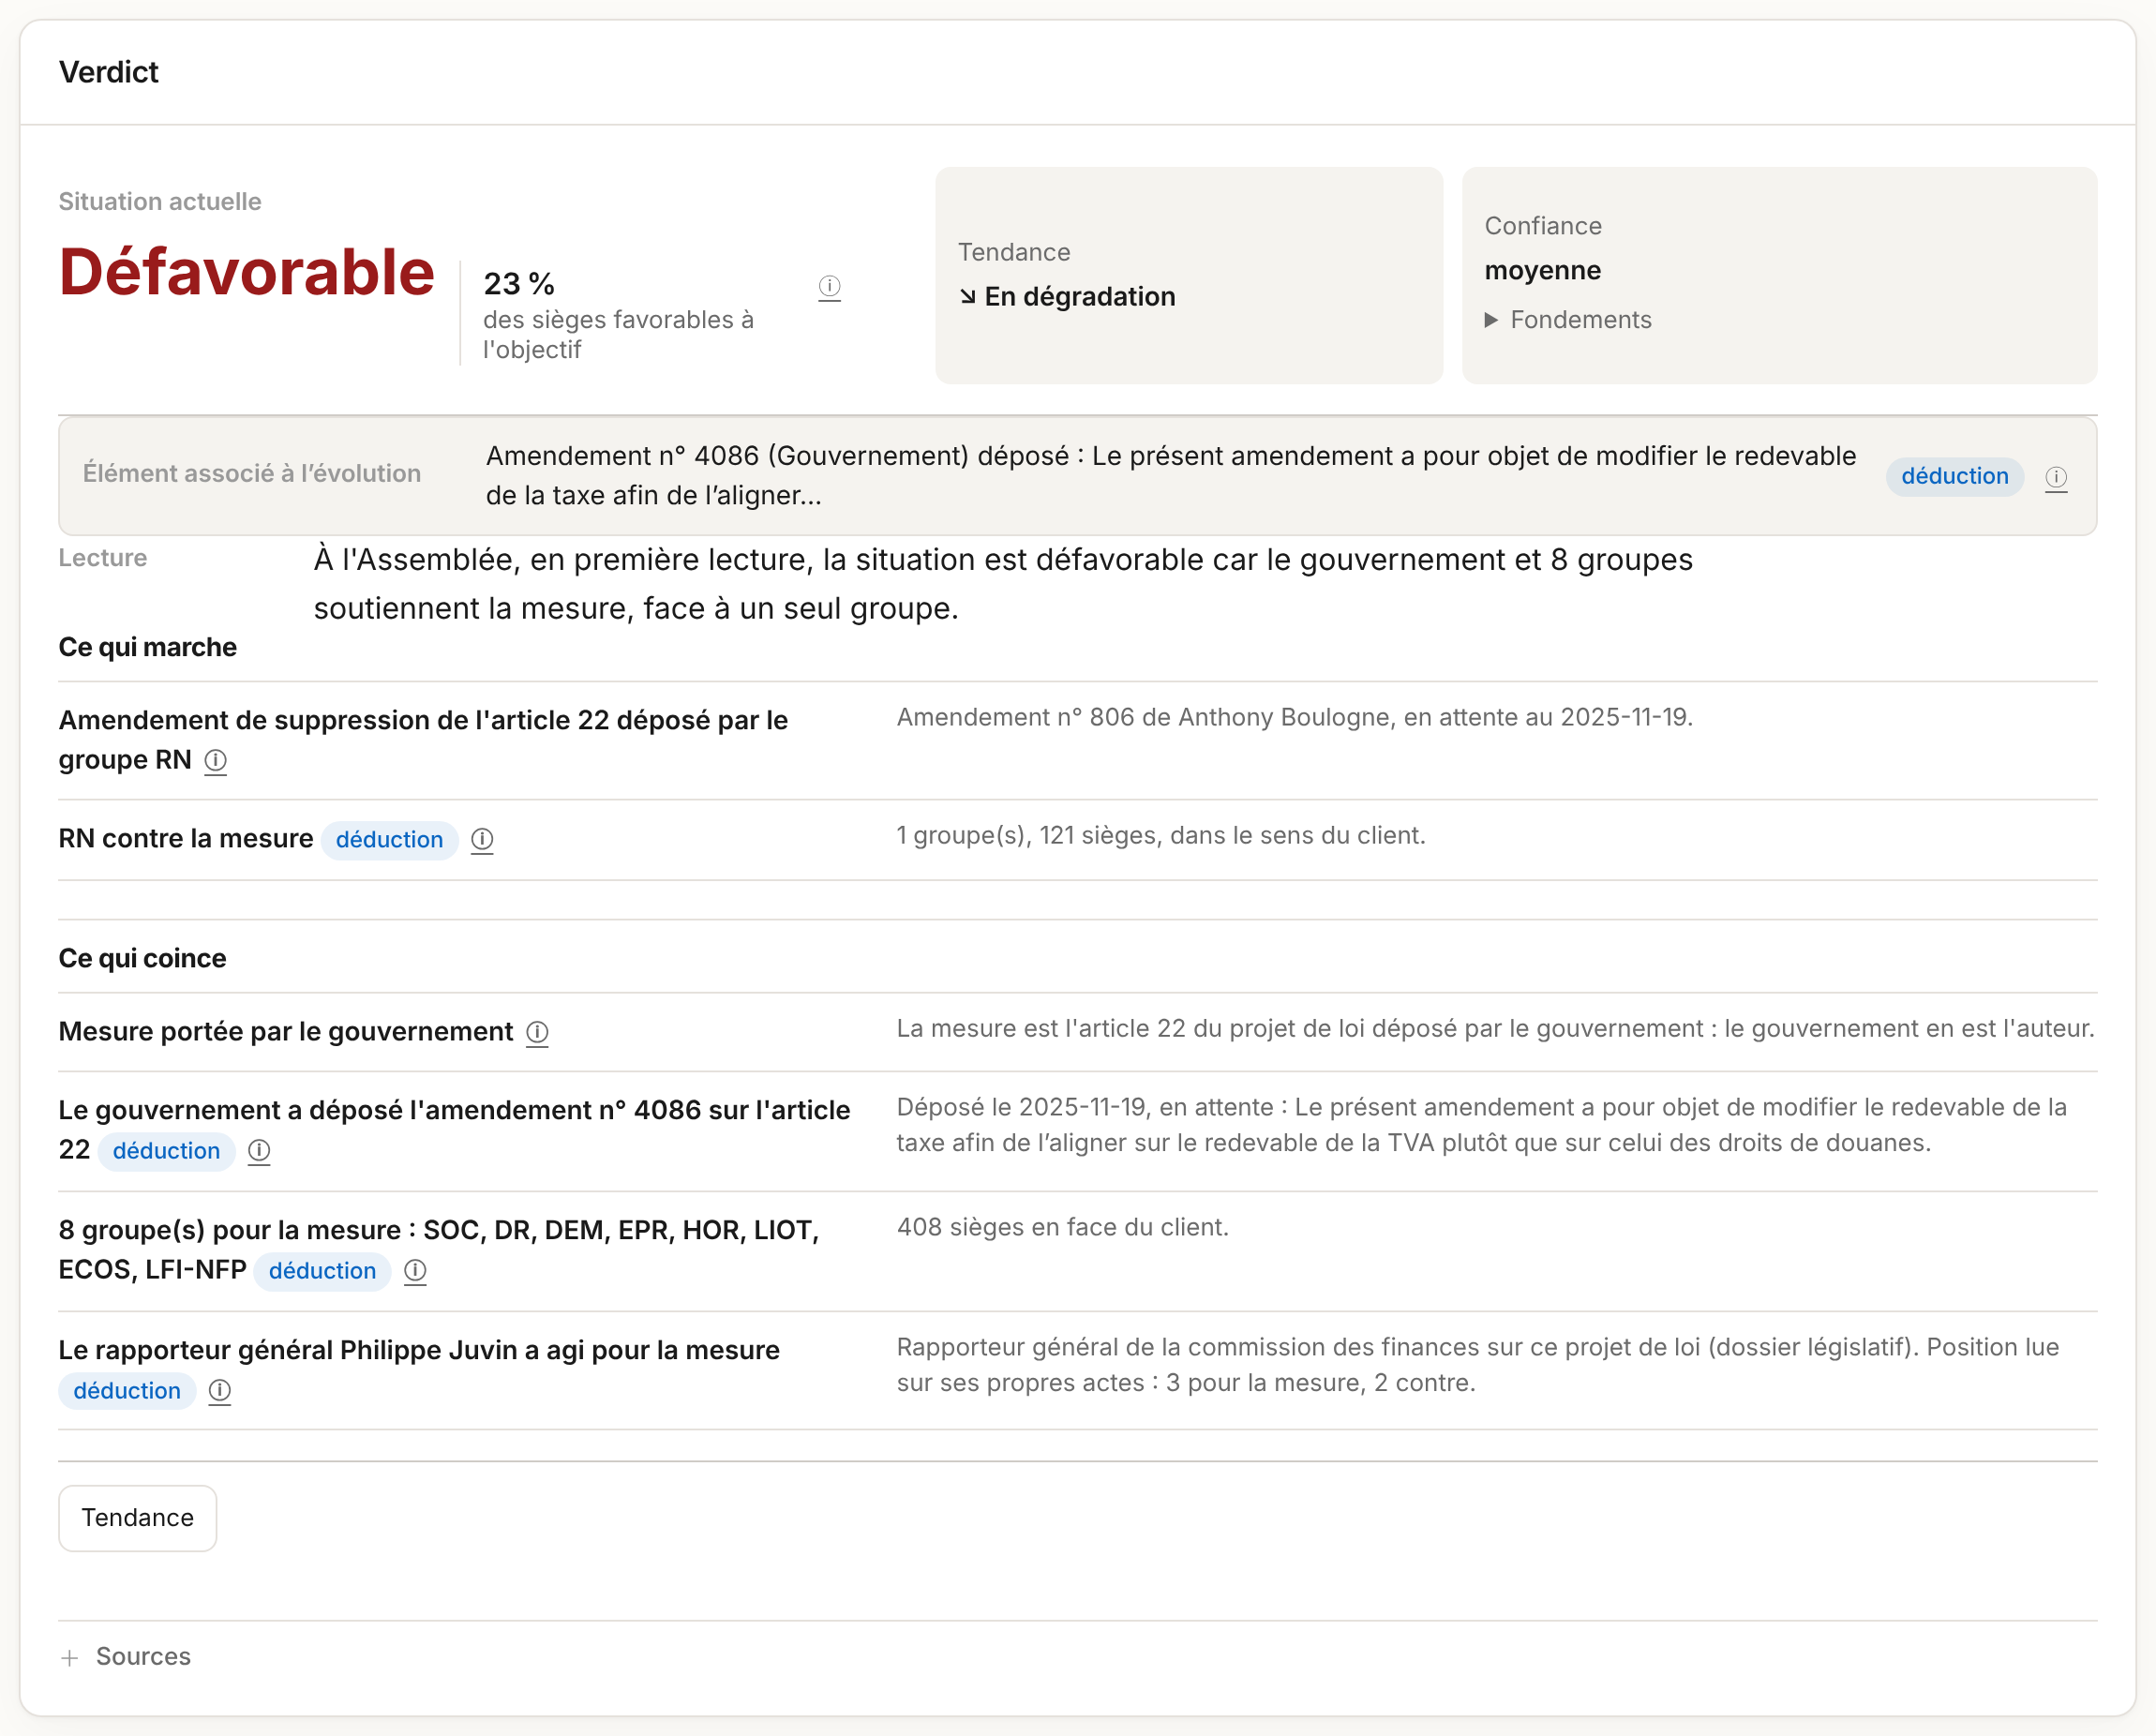 Verdict
Situation actuelle
Défavorable
23 %
des sièges favorables à
l'objectif
ⓘ
Tendance
↘ En dégradation
Confiance
moyenne
▶ Fondements
Élément associé à l’évolution
Amendement n° 4086 (Gouvernement) déposé : Le présent amendement a pour objet de modifier le redevable
de la taxe afin de l’aligner…
déduction ⓘ
Lecture
À l'Assemblée, en première lecture, la situation est défavorable car le gouvernement et 8 groupes
soutiennent la mesure, face à un seul groupe.
Ce qui marche
Amendement de suppression de l'article 22 déposé par le
groupe RN ⓘ
Amendement n° 806 de Anthony Boulogne, en attente au 2025-11-19.
RN contre la mesure déduction ⓘ
1 groupe(s), 121 sièges, dans le sens du client.
Ce qui coince
Mesure portée par le gouvernement ⓘ
La mesure est l'article 22 du projet de loi déposé par le gouvernement : le gouvernement en est l'auteur.
Le gouvernement a déposé l'amendement n° 4086 sur l'article
22 déduction ⓘ
Déposé le 2025-11-19, en attente : Le présent amendement a pour objet de modifier le redevable de la
taxe afin de l’aligner sur le redevable de la TVA plutôt que sur celui des droits de douanes.
8 groupe(s) pour la mesure : SOC, DR, DEM, EPR, HOR, LIOT,
ECOS, LFI-NFP déduction ⓘ
408 sièges en face du client.
Le rapporteur général Philippe Juvin a agi pour la mesure
déduction ⓘ
Rapporteur général de la commission des finances sur ce projet de loi (dossier législatif). Position lue
sur ses propres actes : 3 pour la mesure, 2 contre.
Tendance
+ Sources